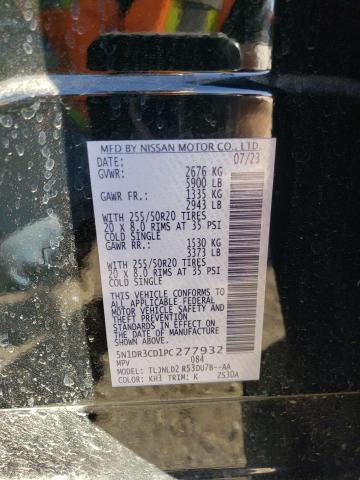 MFD BY NISSAN MOTOR CO., LTD.
DATE: 07/23
GVWR: 2676 KG
5900 LB
GAWR FR.: 1335 KG
2943 LB
WITH 255/50R20 TIRES
20 x 8.0 RIMS AT 35 PSI
COLD SINGLE
GAWR RR: 1530 KG
3373 LB
WITH 255/50R20 TIRES
20 x 8.0 RIMS AT 35 PSI
COLD SINGLE
THIS VEHICLE CONFORMS TO
ALL APPLICABLE FEDERAL
MOTOR VEHICLE SAFETY
STANDARDS IN EFFECT ON
THE DATE OF MANUFACTURE
SHOWN ABOVE.
5N1DR3CD1PC277932
MPV 084
MODEL: TLJNLDZ R53DU7B--AA
COLOR: KH3 TRIM: K ZS3DA